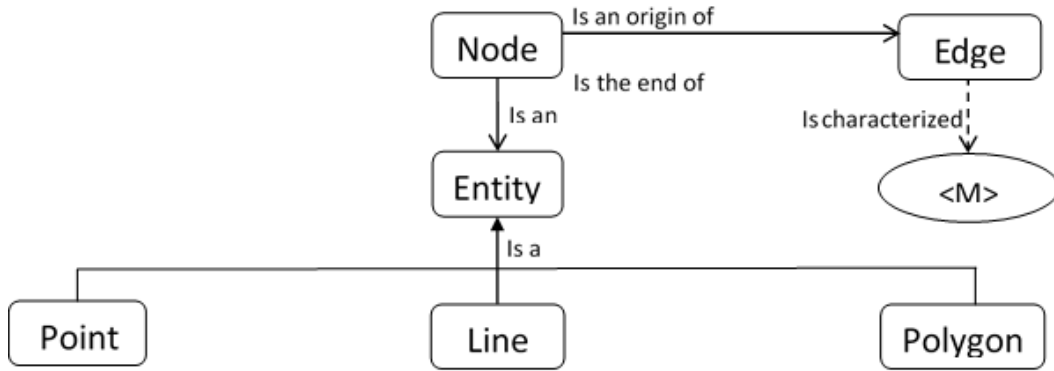 Is an origin of
Node
Edge
Is the end of
Is an
Is characterized
Entity
<M>
Is a
Point
Line
Polygon